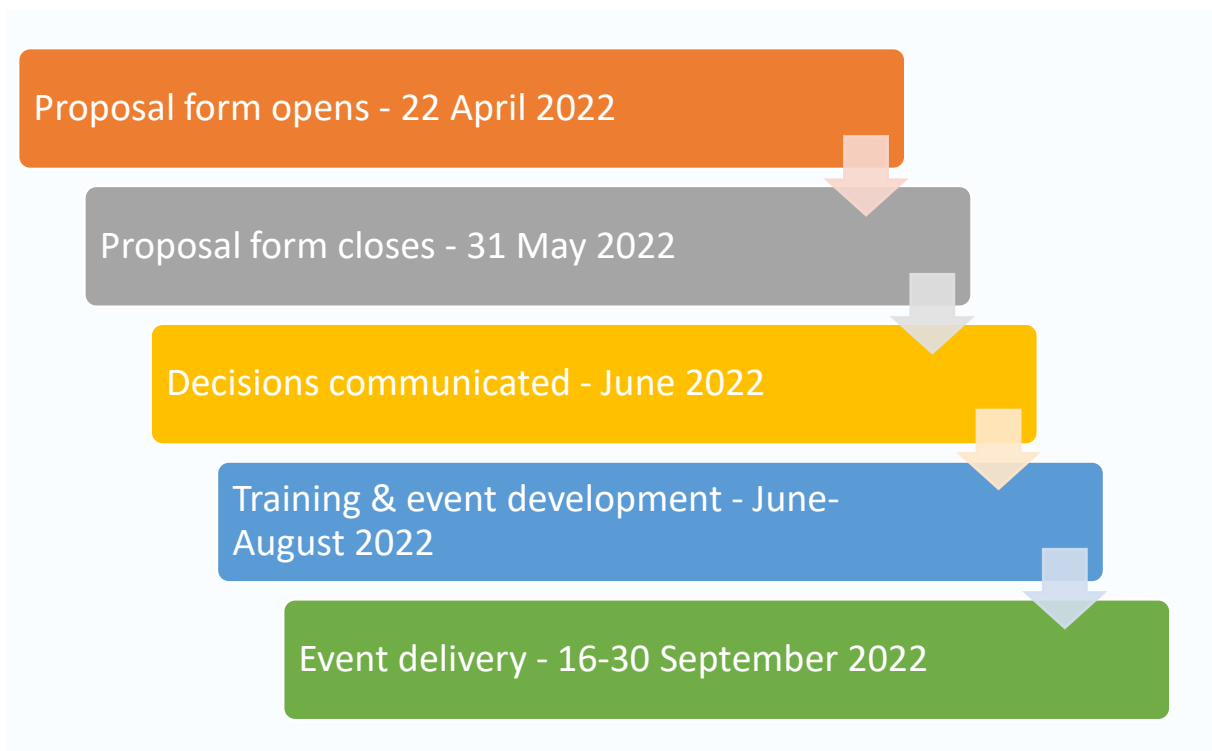 Proposal form opens - 22 April 2022
Proposal form closes - 31 May 2022
Decisions communicated - June 2022
Training & event development - June-
August 2022
Event delivery - 16-30 September 2022